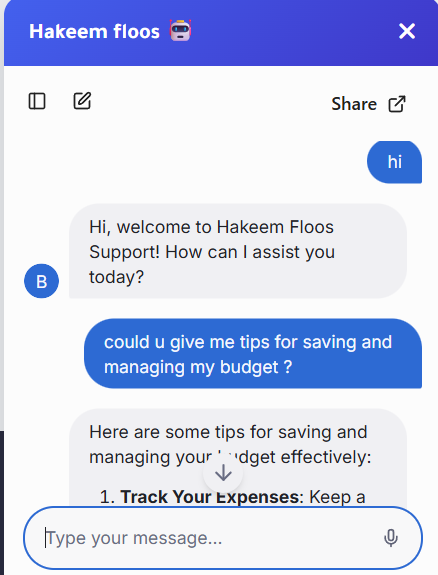 Hakeem floos
Share
hi
Hi, welcome to Hakeem Floos
Support! How can I assist you
today?
B
could u give me tips for saving and
managing my budget ?
Here are some tips for saving and
managing your budget effectively:
1. Track Your Expenses: Keep a
Type your message...